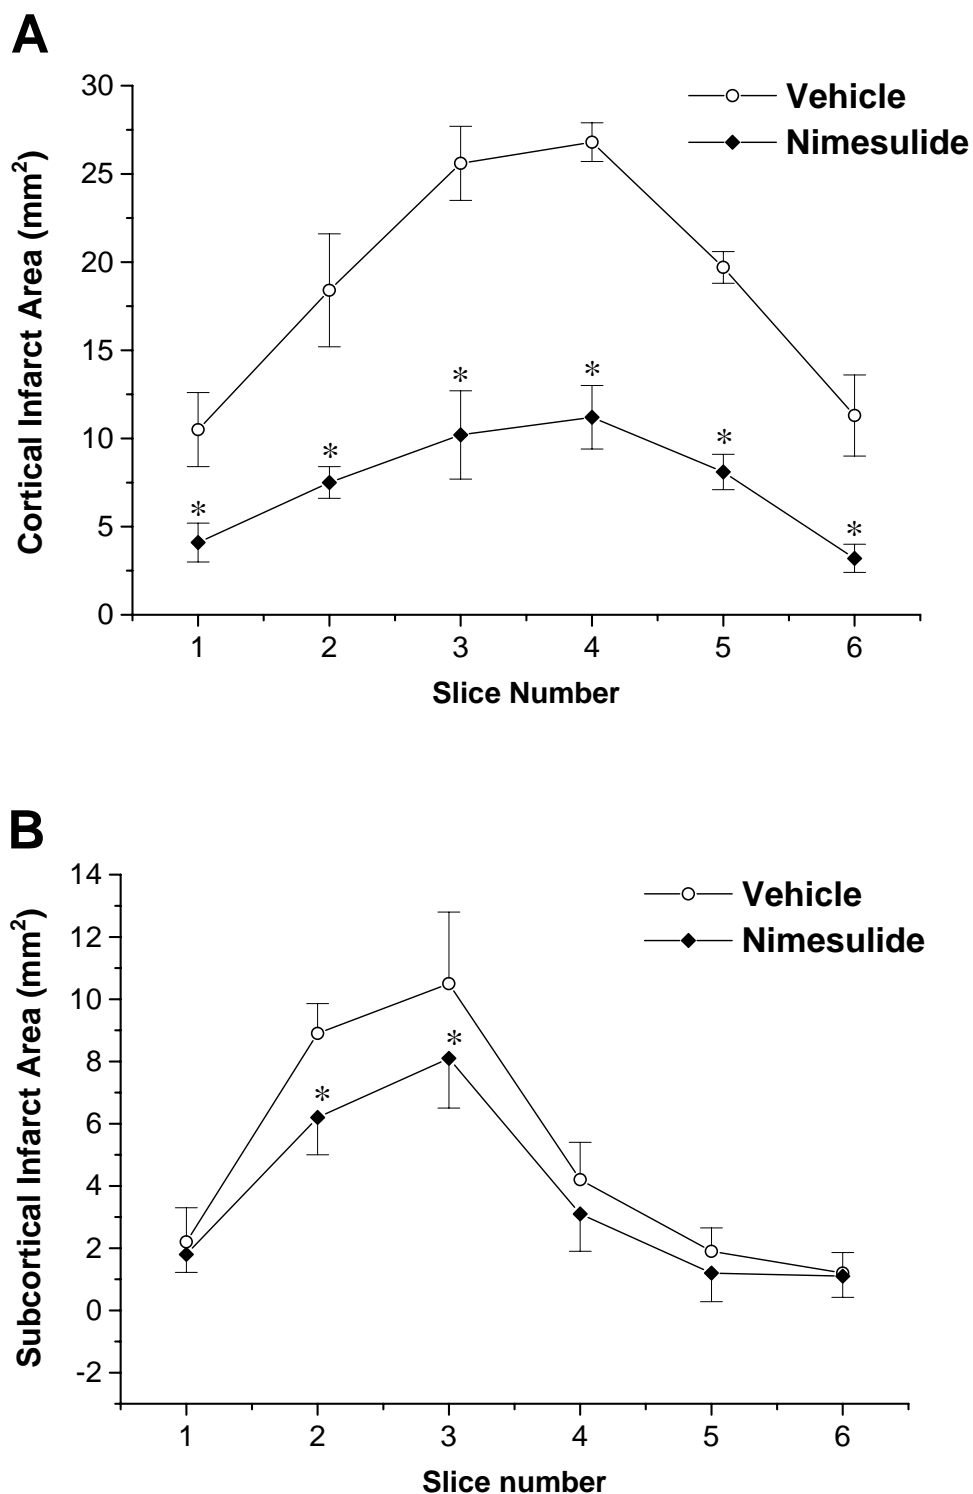 A
30
25
20
15
10
5
0
Cortical Infarct Area (mm²)
Vehicle
Nimesulide
*
*
*
*
*
*
1 2 3 4 5 6
Slice Number
B
14
12
10
8
6
4
2
0
-2
Subcortical Infarct Area (mm²)
Vehicle
Nimesulide
*
*
1 2 3 4 5 6
Slice number